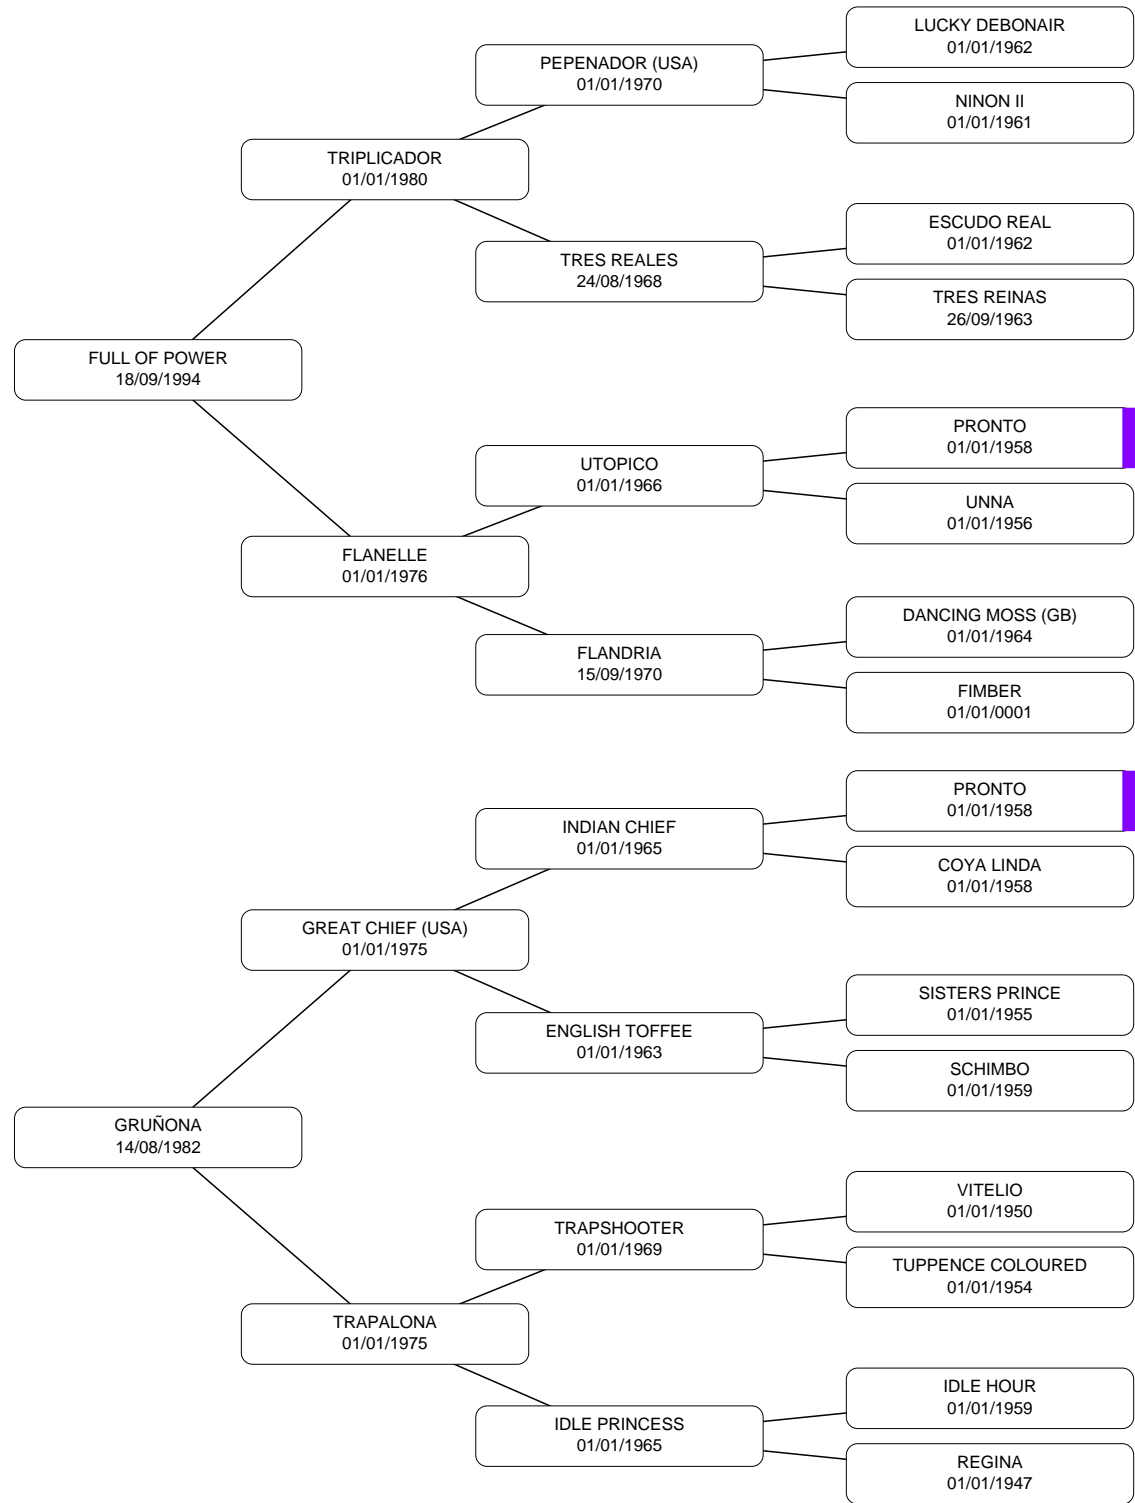 LUCKY DEBONAIR
01/01/1962
PEPENADOR (USA)
01/01/1970
NINON II
01/01/1961
TRIPLICADOR
01/01/1980
ESCUDO REAL
01/01/1962
TRES REALES
24/08/1968
TRES REINAS
26/09/1963
FULL OF POWER
18/09/1994
PRONTO
01/01/1958
UTOPICO
01/01/1966
UNNA
01/01/1956
FLANELLE
01/01/1976
DANCING MOSS (GB)
01/01/1964
FLANDRIA
15/09/1970
FIMBER
01/01/0001
PRONTO
01/01/1958
INDIAN CHIEF
01/01/1965
COYA LINDA
01/01/1958
GREAT CHIEF (USA)
01/01/1975
SISTERS PRINCE
01/01/1955
ENGLISH TOFFEE
01/01/1963
SCHIMBO
01/01/1959
GRUÑONA
14/08/1982
VITELIO
01/01/1950
TRAPSHOOTER
01/01/1969
TUPPENCE COLOURED
01/01/1954
TRAPALONA
01/01/1975
IDLE HOUR
01/01/1959
IDLE PRINCESS
01/01/1965
REGINA
01/01/1947